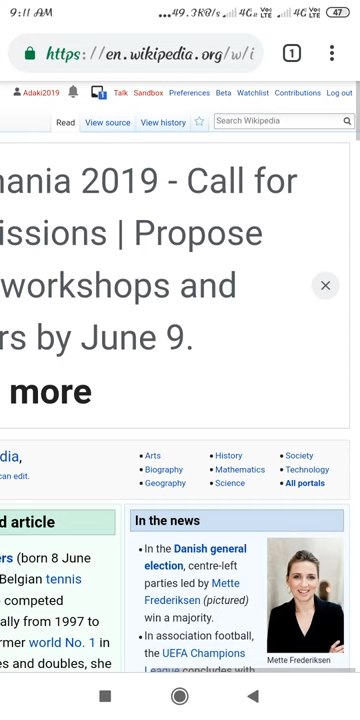 9:11 AM ...49.3KB/s 4G VoLTE 4G VoLTE 47
https://en.wikipedia.org/w/i 1
Adaki2019 1 Talk Sandbox Preferences Beta Watchlist Contributions Log out
Read View source View history Search Wikipedia
nania 2019 - Call for
issions | Propose
workshops and
rs by June 9.
more
dia,
can edit.
• Arts
• Biography
• Geography
• History
• Mathematics
• Science
• Society
• Technology
• All portals
d article
ers (born 8 June
Belgian tennis
competed
ally from 1997 to
rmer world No. 1 in
es and doubles, she
In the news
• In the Danish general
election, centre-left
parties led by Mette
Frederiksen (pictured)
win a majority.
• In association football,
the UEFA Champions
League concludes with
Mette Frederiksen